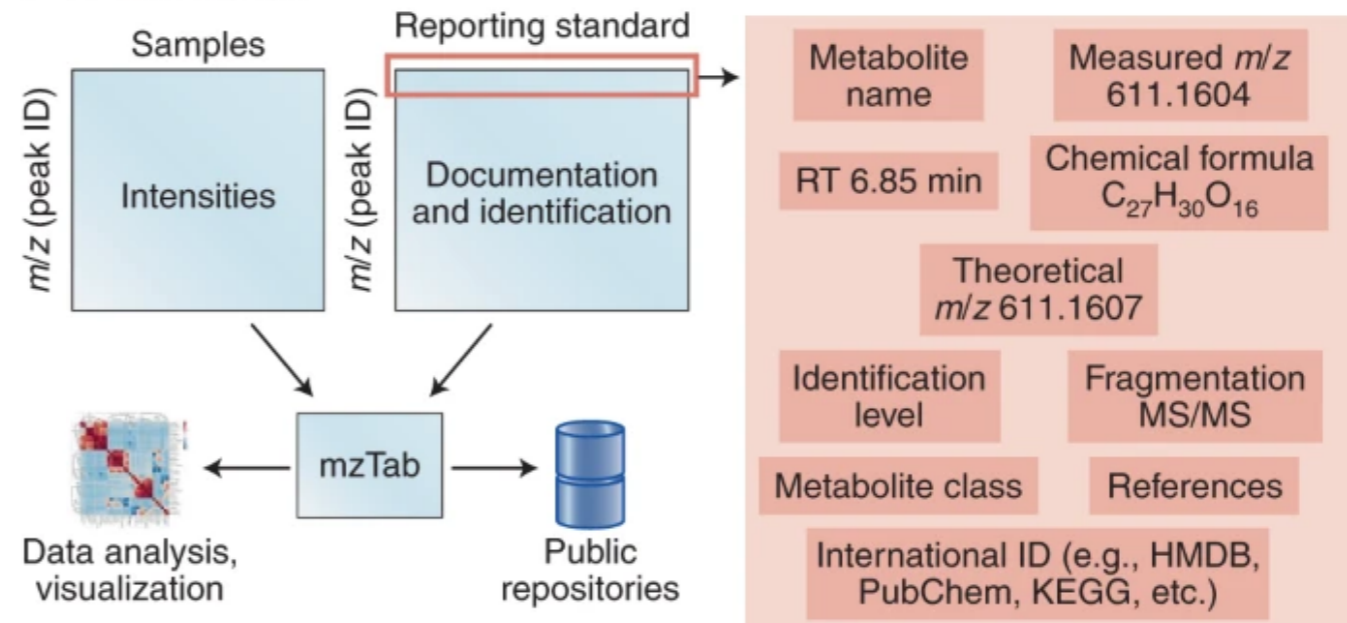 Samples
m/z (peak ID)
Intensities
Reporting standard
m/z (peak ID)
Documentation
and identification
mzTab
Data analysis,
visualization
Public
repositories
Metabolite
name
Measured m/z
611.1604
RT 6.85 min
Chemical formula
C₂₇H₃₀O₁₆
Theoretical
m/z 611.1607
Identification
level
Fragmentation
MS/MS
Metabolite class
References
International ID (e.g., HMDB,
PubChem, KEGG, etc.)